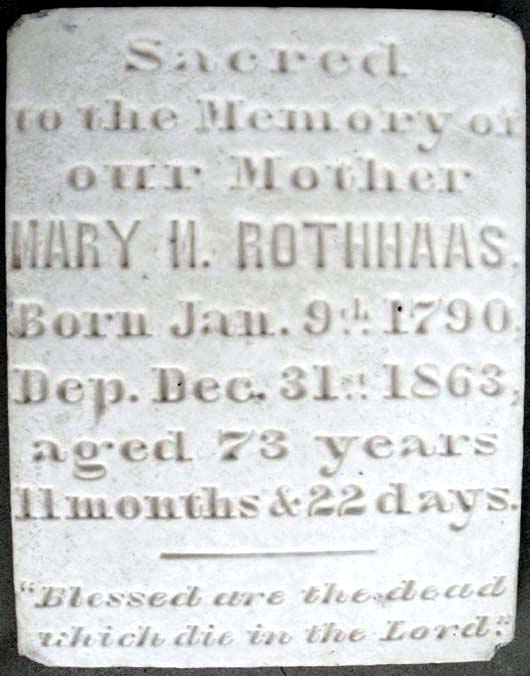 Sacred
to the Memory of
our Mother
MARY M. ROTHHAAS.
Born Jan. 9th 1790.
Dep. Dec. 31st 1863,
aged 73 years
11 months & 22 days.
"Blessed are the dead
which die in the Lord".